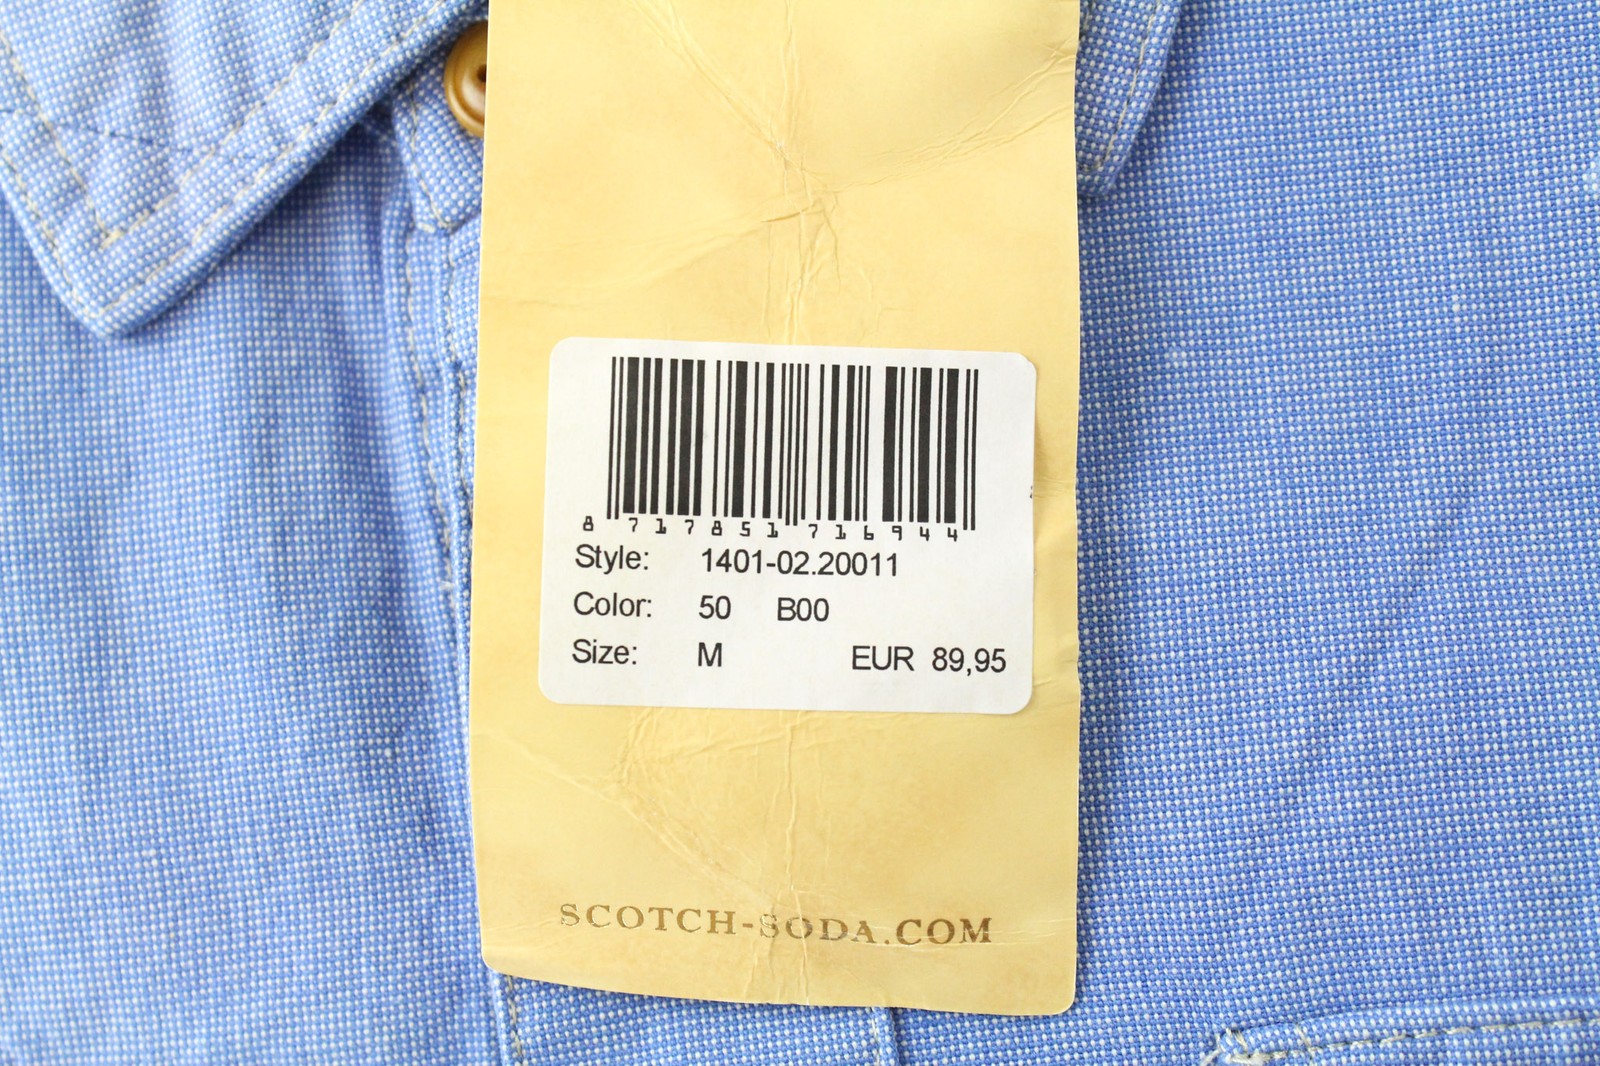 8 717851 716944
Style: 1401-02.20011
Color: 50 B00
Size: M EUR 89,95
SCOTCH-SODA.COM